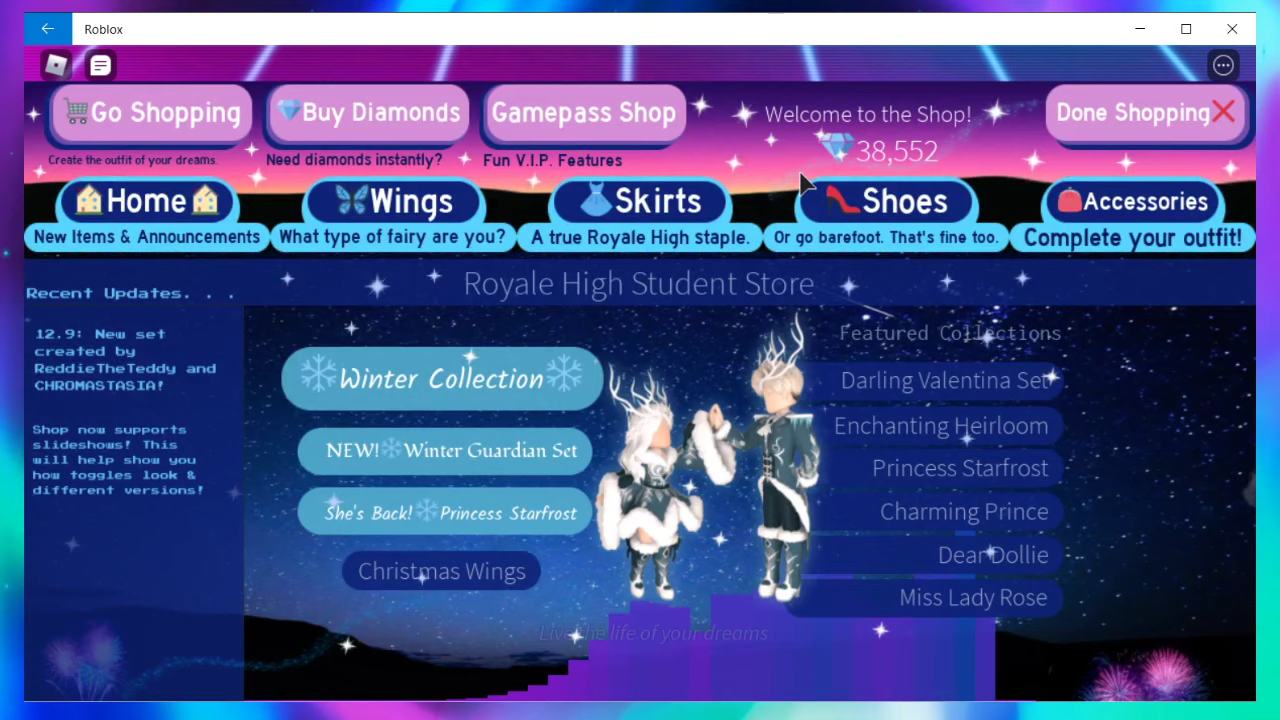 Roblox
Go Shopping
Buy Diamonds
Gamepass Shop
Welcome to the Shop!
Done Shopping
38,552
Create the outfit of your dreams.
Need diamonds instantly?
Fun V.I.P. Features
Home
Wings
Skirts
Shoes
Accessories
New Items & Announcements
What type of fairy are you?
A true Royale High staple.
Or go barefoot. That's fine too.
Complete your outfit!
Royale High Student Store
Recent Updates. . .
12.9: New set
created by
ReddieTheTeddy and
CHROMASTASIA!
Shop now supports
slideshows! This
will help show you
how toggles look &
different versions!
Winter Collection
NEW! Winter Guardian Set
She's Back! Princess Starfrost
Christmas Wings
Featured Collections
Darling Valentina Set
Enchanting Heirloom
Princess Starfrost
Charming Prince
Dear Dollie
Miss Lady Rose
Live the life of your dreams